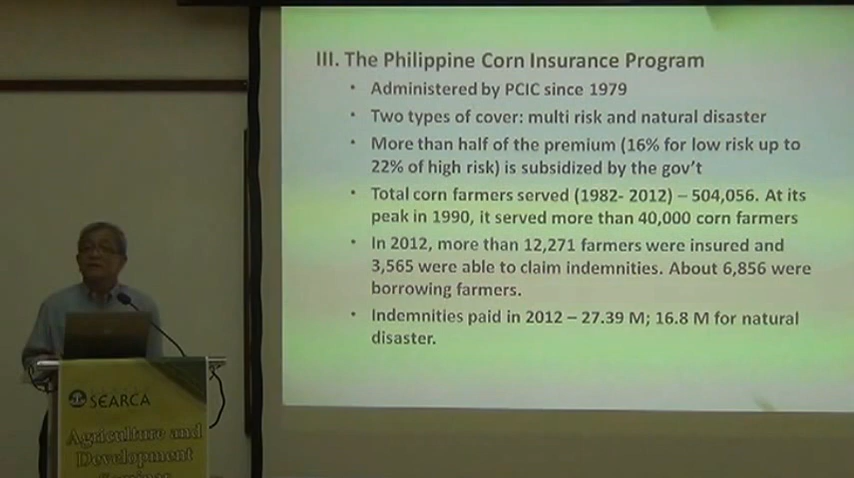 III. The Philippine Corn Insurance Program
• Administered by PCIC since 1979
• Two types of cover: multi risk and natural disaster
• More than half of the premium (16% for low risk up to
22% of high risk) is subsidized by the gov't
• Total corn farmers served (1982- 2012) – 504,056. At its
peak in 1990, it served more than 40,000 corn farmers
• In 2012, more than 12,271 farmers were insured and
3,565 were able to claim indemnities. About 6,856 were
borrowing farmers.
• Indemnities paid in 2012 – 27.39 M; 16.8 M for natural
disaster.
SEARCA
Agriculture and
Development